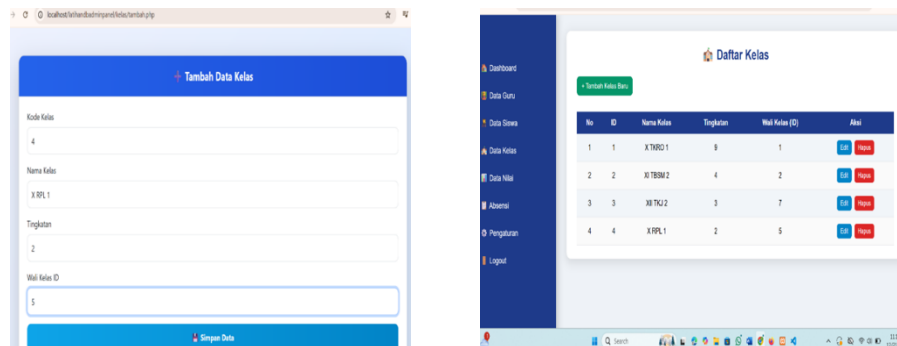 localhost/latihandbadminpanel/kelas/tambah.php
+ Tambah Data Kelas
Kode Kelas
4
Nama Kelas
X RPL 1
Tingkatan
2
Wali Kelas ID
5
Simpan Data
Dashboard
Data Guru
Data Siswa
Data Kelas
Data Nilai
Absensi
Pengaturan
Logout
Daftar Kelas
+ Tambah Kelas Baru
No ID Nama Kelas Tingkatan Wali Kelas (ID) Aksi
1 1 X TKRO 1 9 1 Edit Hapus
2 2 XI TBSM 2 4 2 Edit Hapus
3 3 XII TKJ 2 3 7 Edit Hapus
4 4 X RPL 1 2 5 Edit Hapus
Search